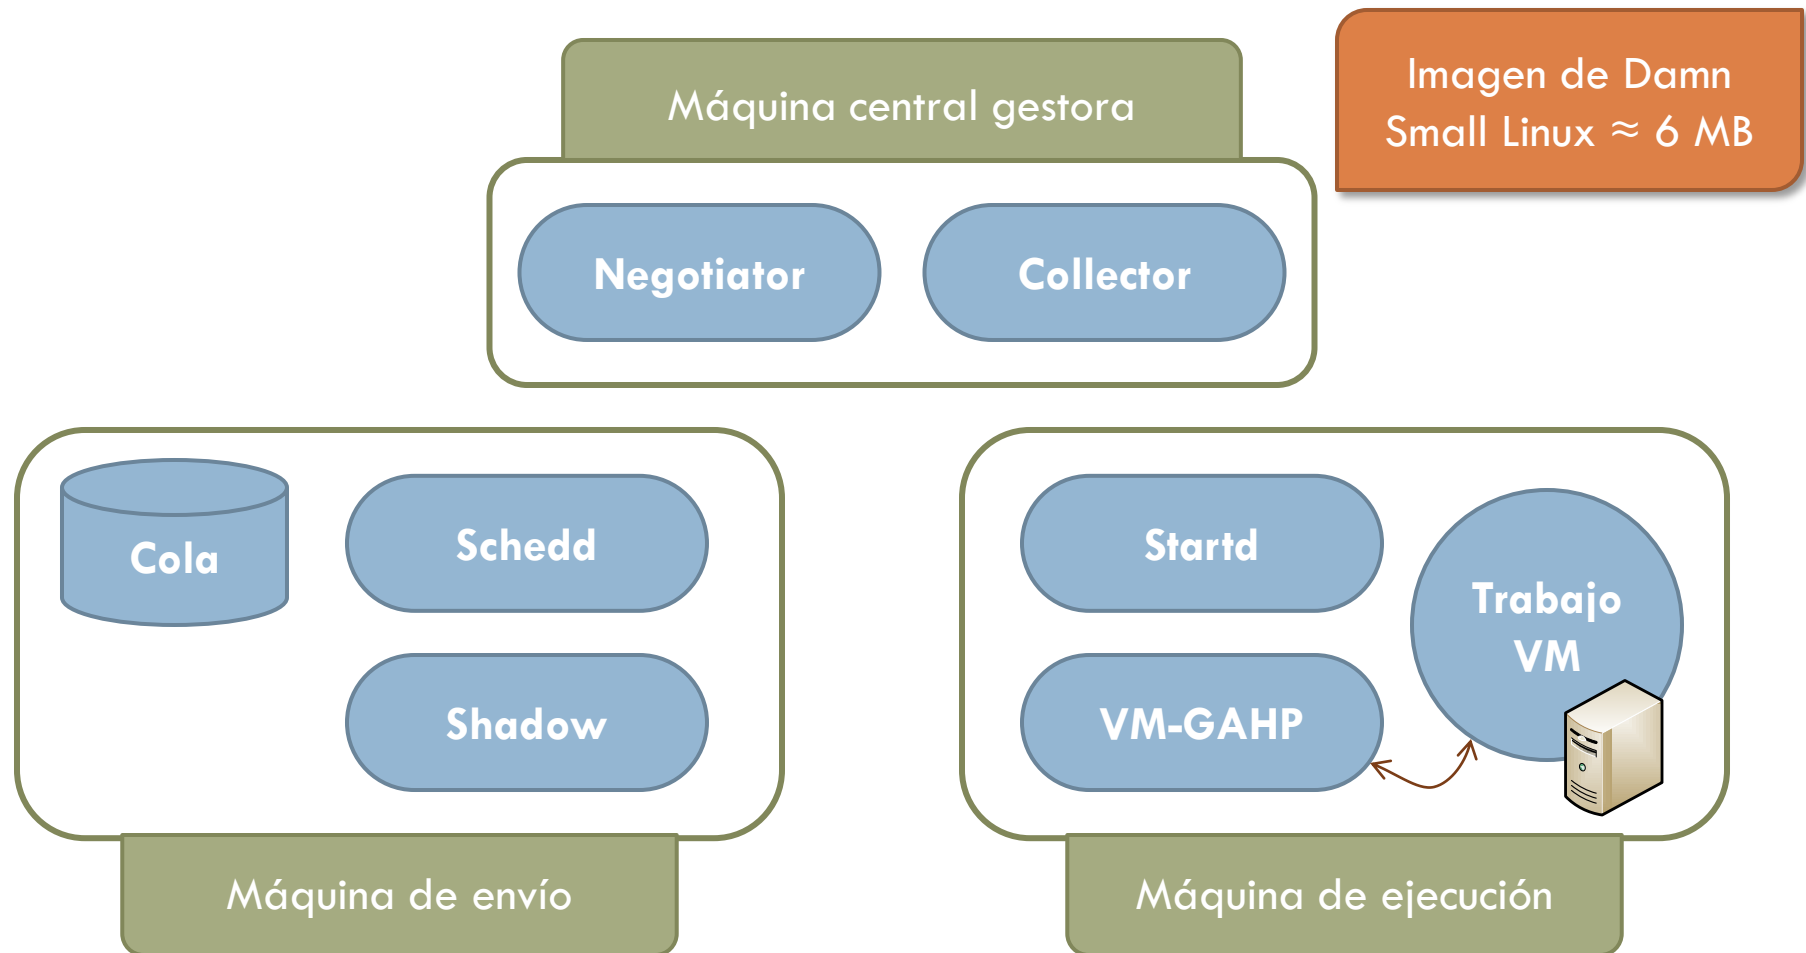 Máquina central gestora
Imagen de Damn
Small Linux ≈ 6 MB
Negotiator
Collector
Cola
Schedd
Shadow
Máquina de envío
Startd
VM-GAHP
Trabajo
VM
Máquina de ejecución